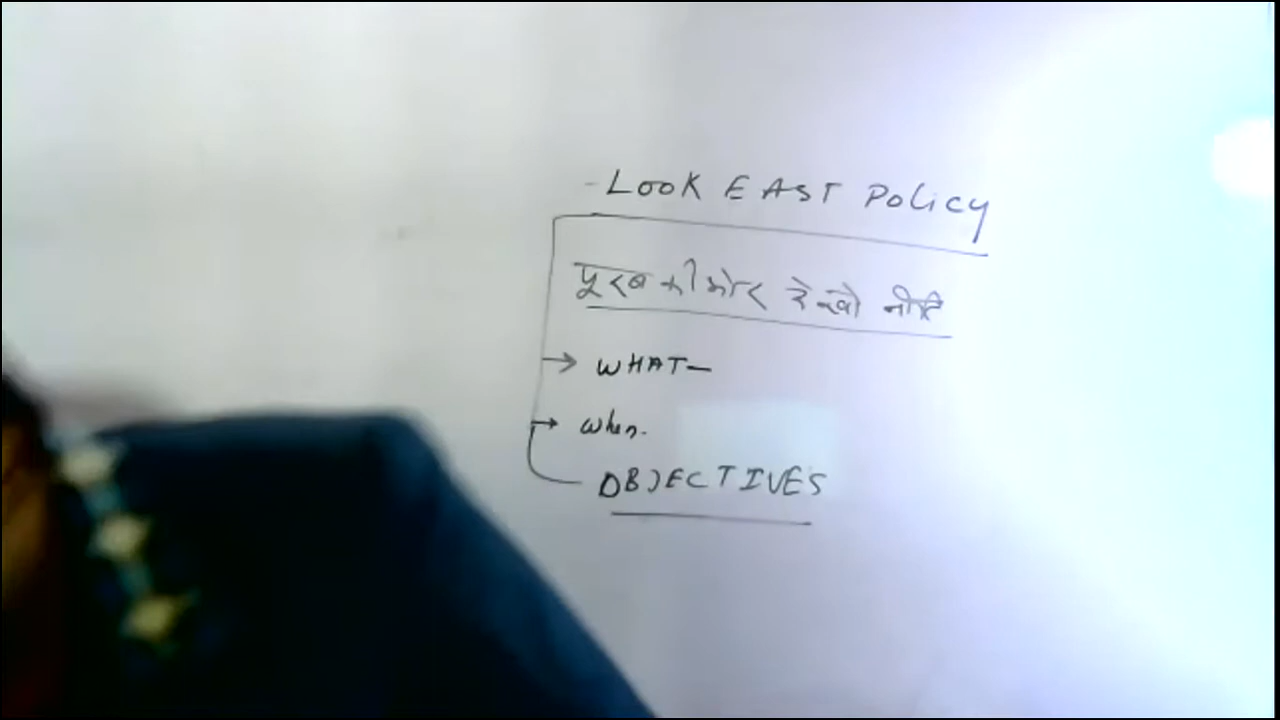 - LOOK EAST POLICY
पूरब की ओर देखो नीति
→ WHAT-
→ when.
OBJECTIVES